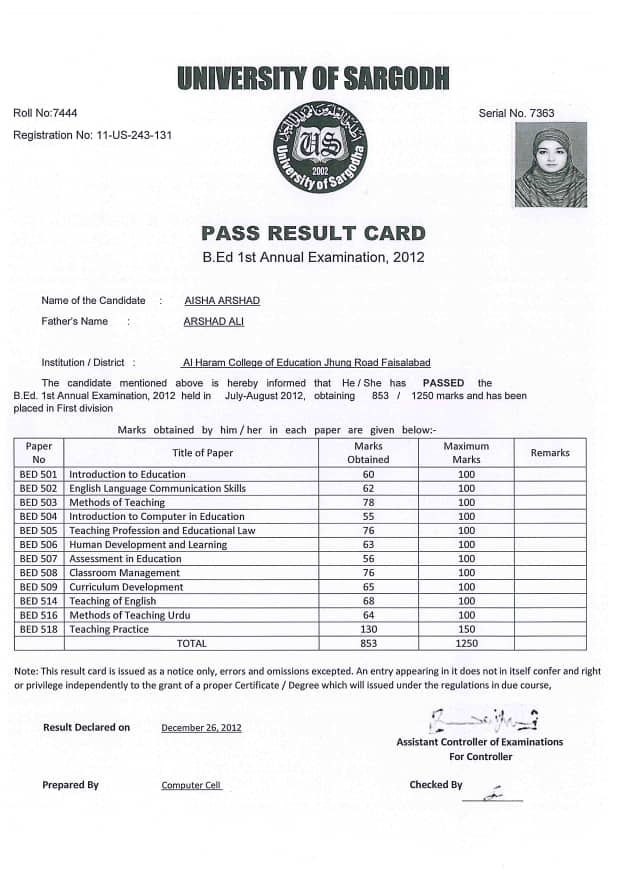 UNIVERSITY OF SARGODH
Roll No:7444
Serial No. 7363
Registration No: 11-US-243-131
US
2002
University of Sargodha
PASS RESULT CARD
B.Ed 1st Annual Examination, 2012
Name of the Candidate : AISHA ARSHAD
Father's Name : ARSHAD ALI
Institution / District : Al Haram College of Education Jhung Road Faisalabad
The candidate mentioned above is hereby informed that He / She has PASSED the
B.Ed. 1st Annual Examination, 2012 held in July-August 2012, obtaining 853 / 1250 marks and has been
placed in First division
Marks obtained by him / her in each paper are given below:-
Paper No Title of Paper Marks Obtained Maximum Marks Remarks
BED 501 Introduction to Education 60 100
BED 502 English Language Communication Skills 62 100
BED 503 Methods of Teaching 78 100
BED 504 Introduction to Computer in Education 55 100
BED 505 Teaching Profession and Educational Law 76 100
BED 506 Human Development and Learning 63 100
BED 507 Assessment in Education 56 100
BED 508 Classroom Management 76 100
BED 509 Curriculum Development 65 100
BED 514 Teaching of English 68 100
BED 516 Methods of Teaching Urdu 64 100
BED 518 Teaching Practice 130 150
TOTAL 853 1250
Note: This result card is issued as a notice only, errors and omissions excepted. An entry appearing in it does not in itself confer and right
or privilege independently to the grant of a proper Certificate / Degree which will issued under the regulations in due course,
Result Declared on December 26, 2012
Assistant Controller of Examinations
For Controller
Prepared By Computer Cell
Checked By